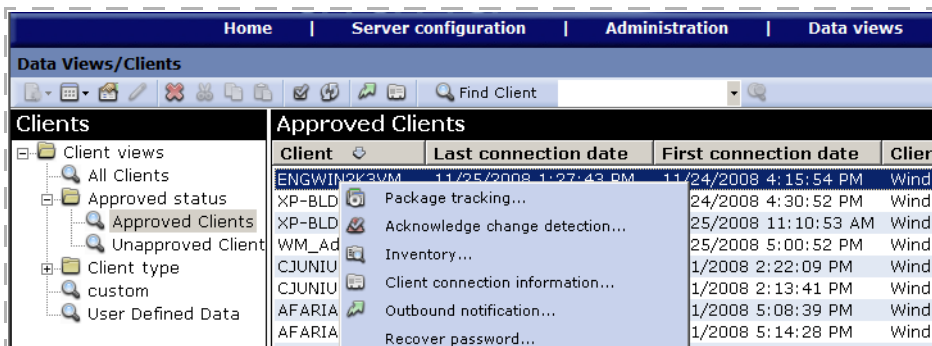 Home | Server configuration | Administration | Data views
Data Views/Clients
Find Client
Clients
Approved Clients
Client views
All Clients
Approved status
Approved Clients
Unapproved Client
Client type
custom
User Defined Data
Client Last connection date First connection date Clien
ENGWIN2K3VM 11/25/2008 1:27:43 PM 11/24/2008 4:15:54 PM Wind
XP-BLD 24/2008 4:30:52 PM Wind
XP-BLD 25/2008 11:10:53 AM Wind
WM_Ad 25/2008 5:00:52 PM Wind
CJUNIU 1/2008 2:22:09 PM Wind
CJUNIU 1/2008 2:13:41 PM Wind
AFARIA 1/2008 5:08:39 PM Wind
AFARIA 1/2008 5:14:28 PM Wind
Package tracking...
Acknowledge change detection...
Inventory...
Client connection information...
Outbound notification...
Recover password...